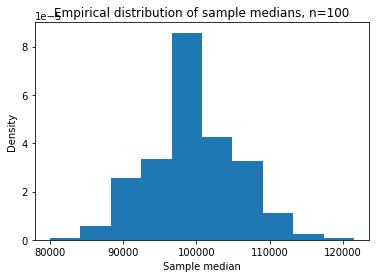 Empirical distribution of sample medians, n=100
1e-5
8
6
4
2
0
Density
80000 90000 100000 110000 120000
Sample median